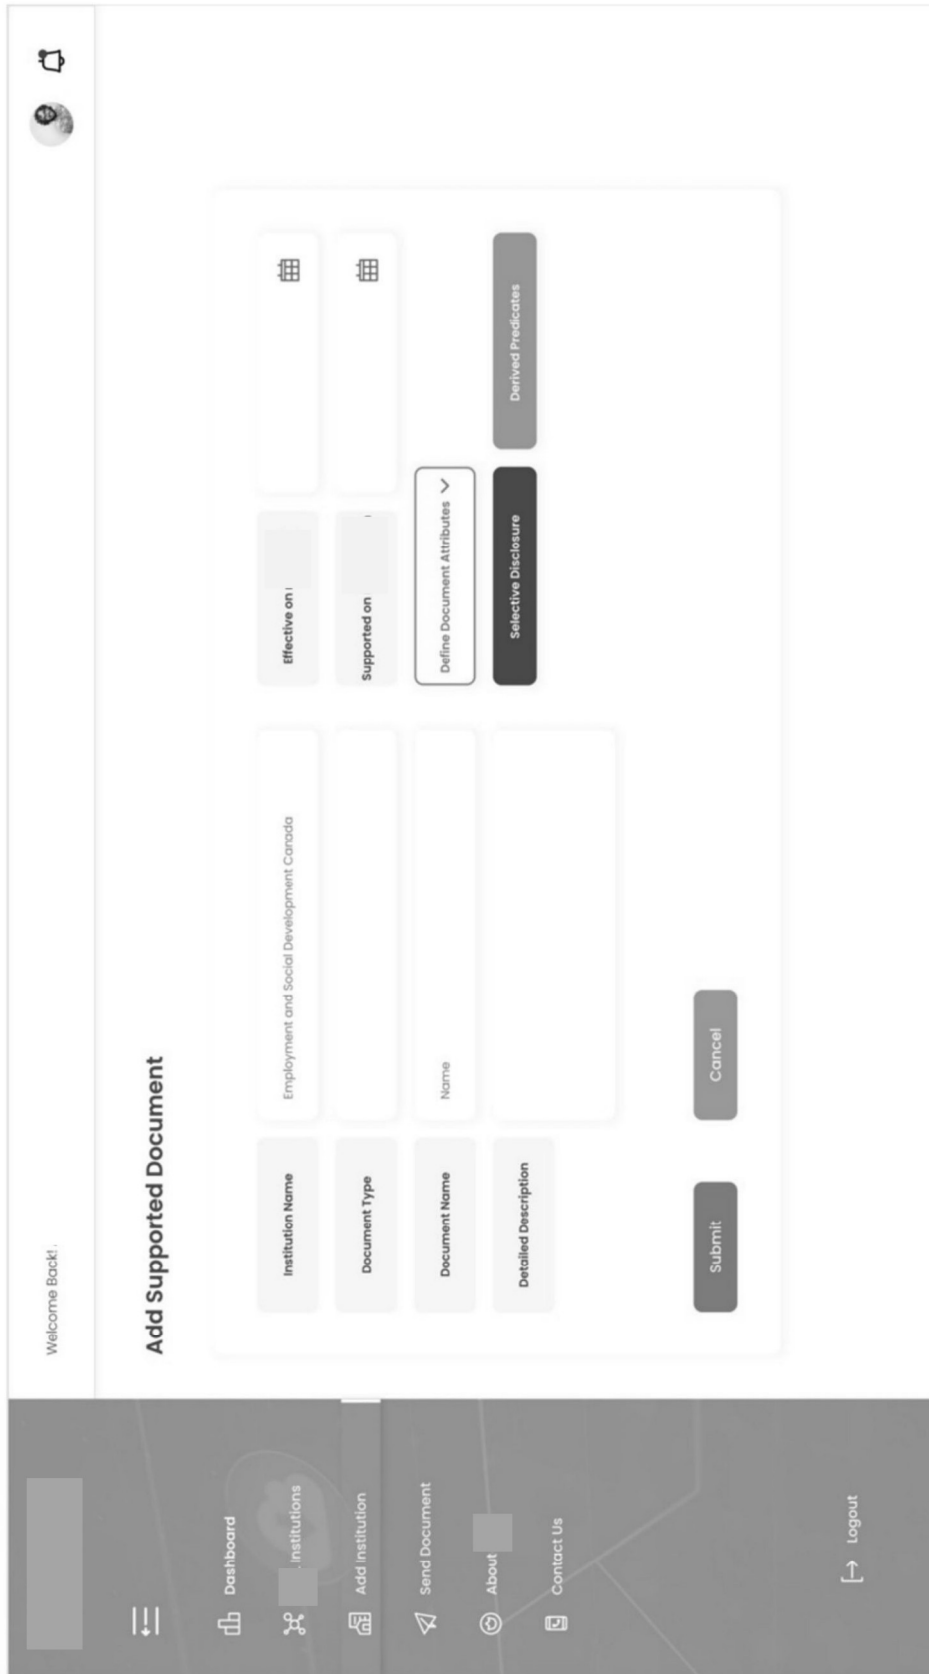 Welcome Back!.
Dashboard
Institutions
Add Institution
Send Document
About
Contact Us
Logout
Add Supported Document
Institution Name
Employment and Social Development Canada
Effective on
Document Type
Supported on
Document Name
Name
Define Document Attributes
Detailed Description
Selective Disclosure
Derived Predicates
Submit
Cancel